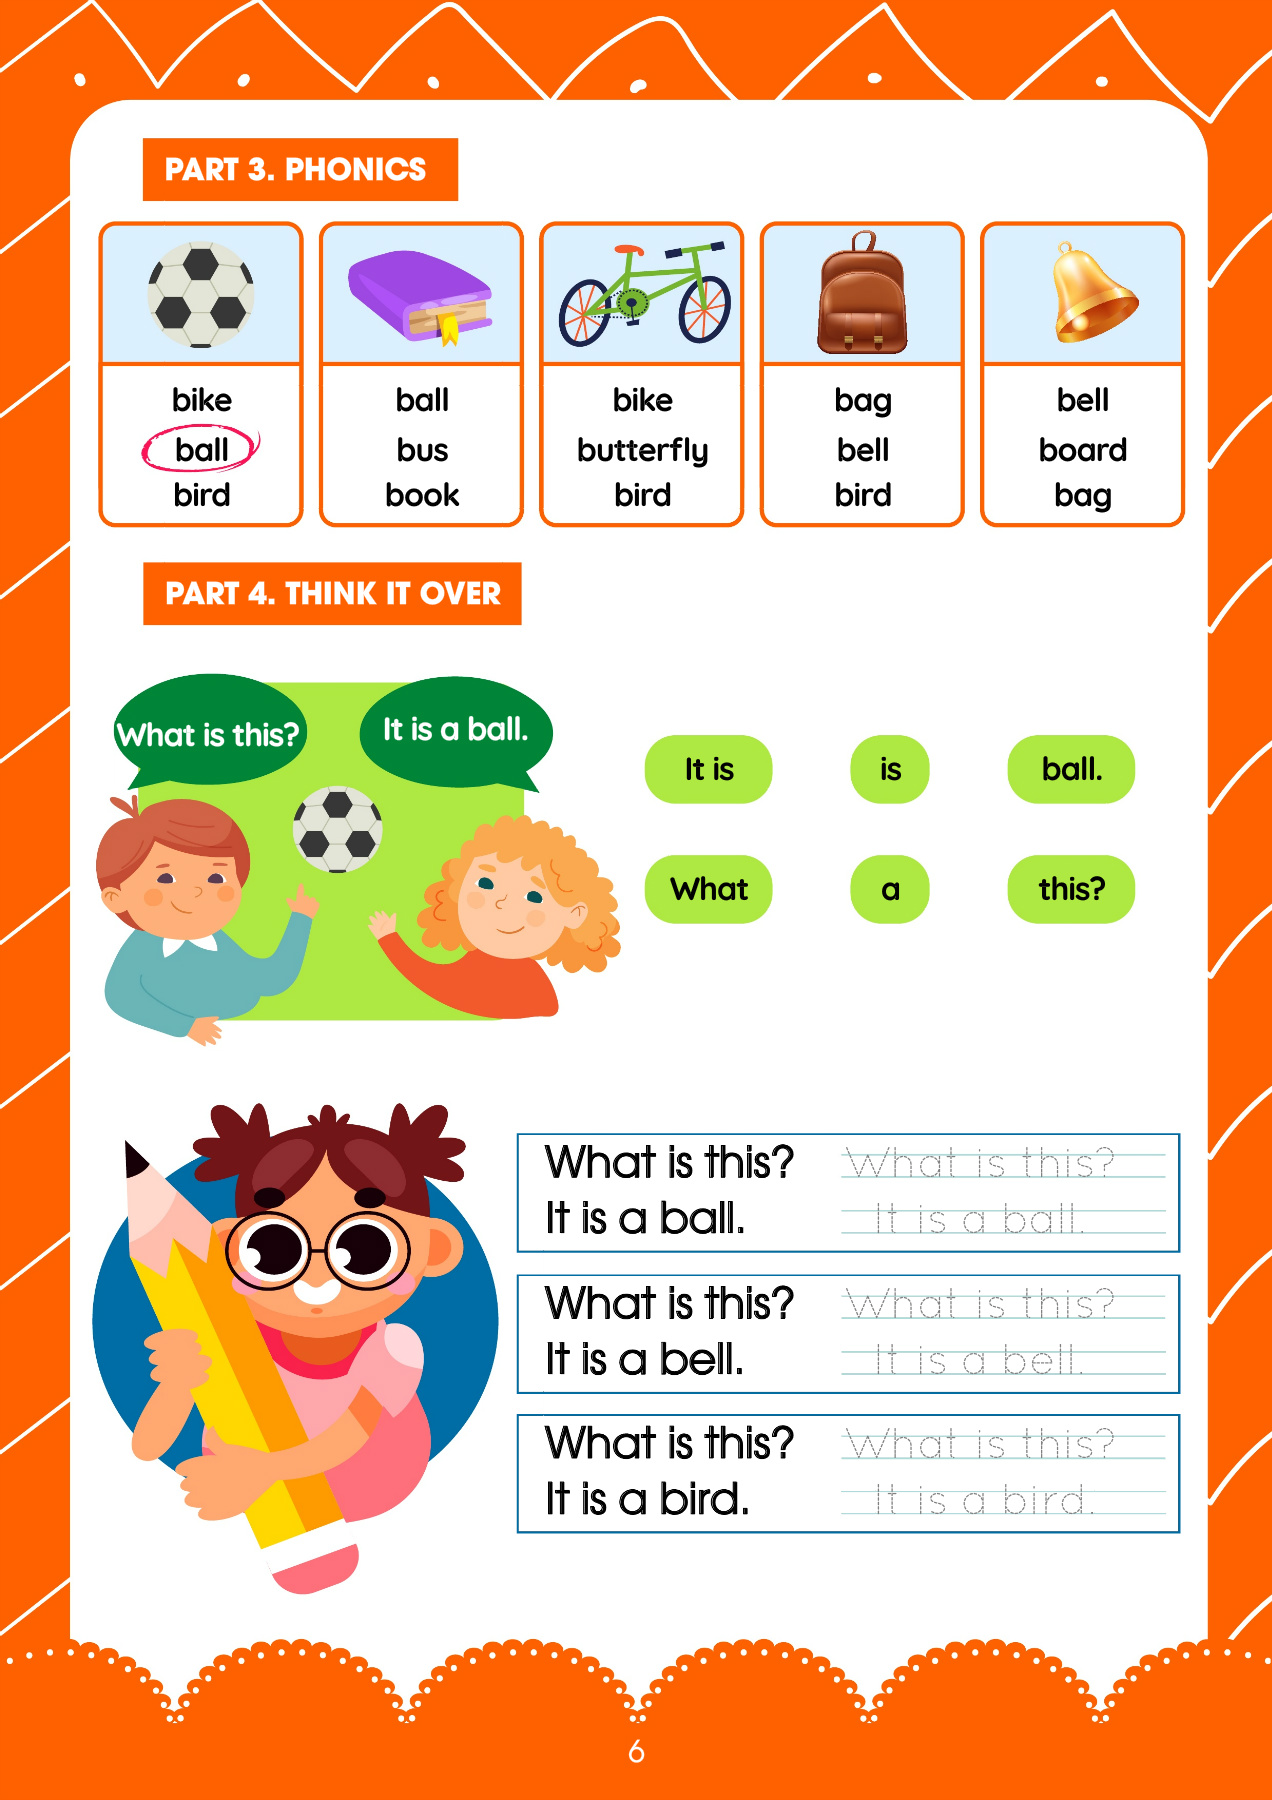 PART 3. PHONICS
bike
ball
bird
ball
bus
book
bike
butterfly
bird
bag
bell
bird
bell
board
bag
PART 4. THINK IT OVER
What is this?
It is a ball.
It is
is
ball.
What
a
this?
What is this? What is this?
It is a ball. It is a ball.
What is this? What is this?
It is a bell. It is a bell.
What is this? What is this?
It is a bird. It is a bird.
6